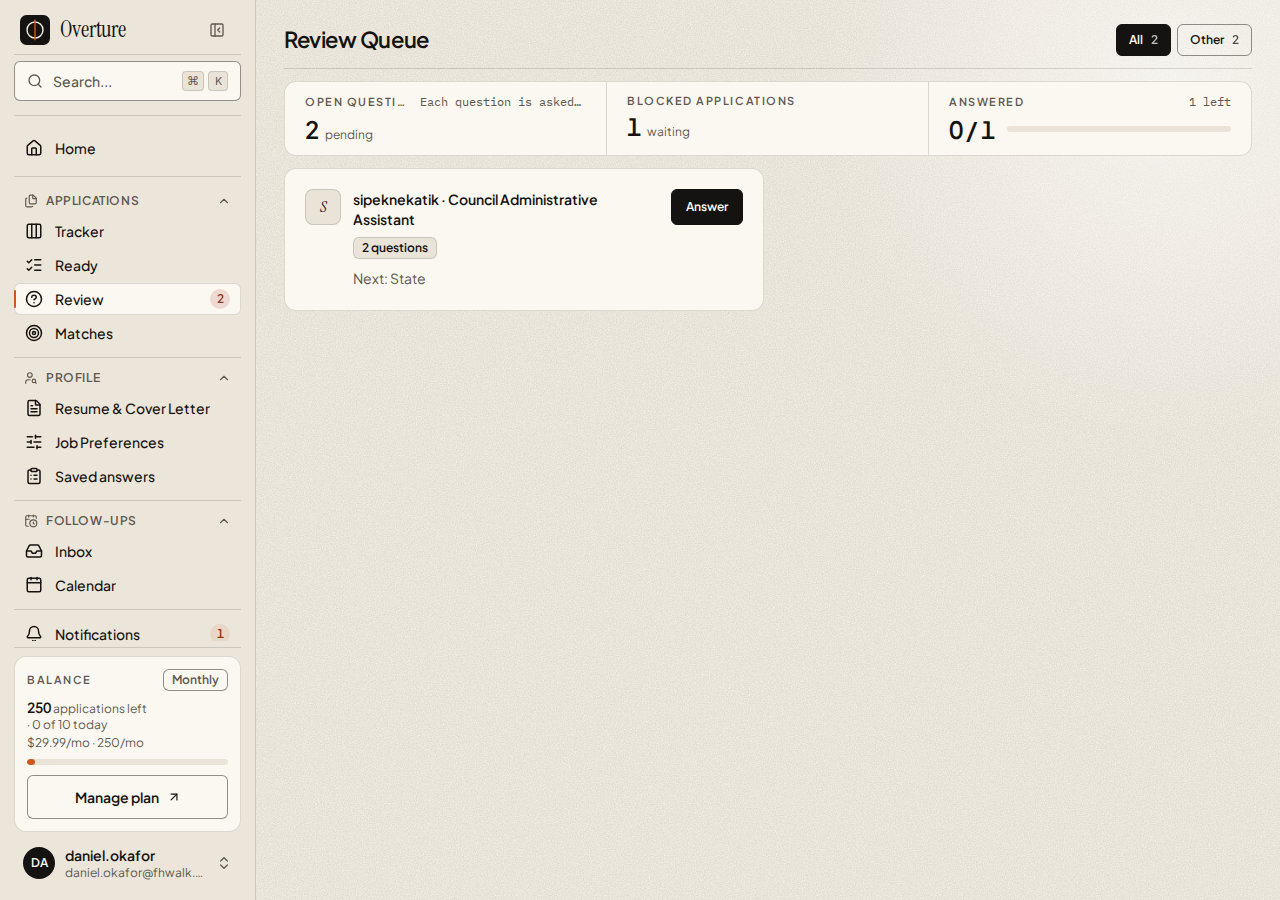 Overture
Search...
⌘ K
Home
APPLICATIONS
Tracker
Ready
Review 2
Matches
PROFILE
Resume & Cover Letter
Job Preferences
Saved answers
FOLLOW-UPS
Inbox
Calendar
Notifications 1
BALANCE Monthly
250 applications left
· 0 of 10 today
$29.99/mo · 250/mo
Manage plan
DA daniel.okafor
daniel.okafor@fhwalk....
Review Queue
All 2 Other 2
OPEN QUESTI… Each question is asked…
2 pending
BLOCKED APPLICATIONS
1 waiting
ANSWERED 1 left
0/1
S
sipeknekatik · Council Administrative
Assistant
2 questions
Next: State
Answer